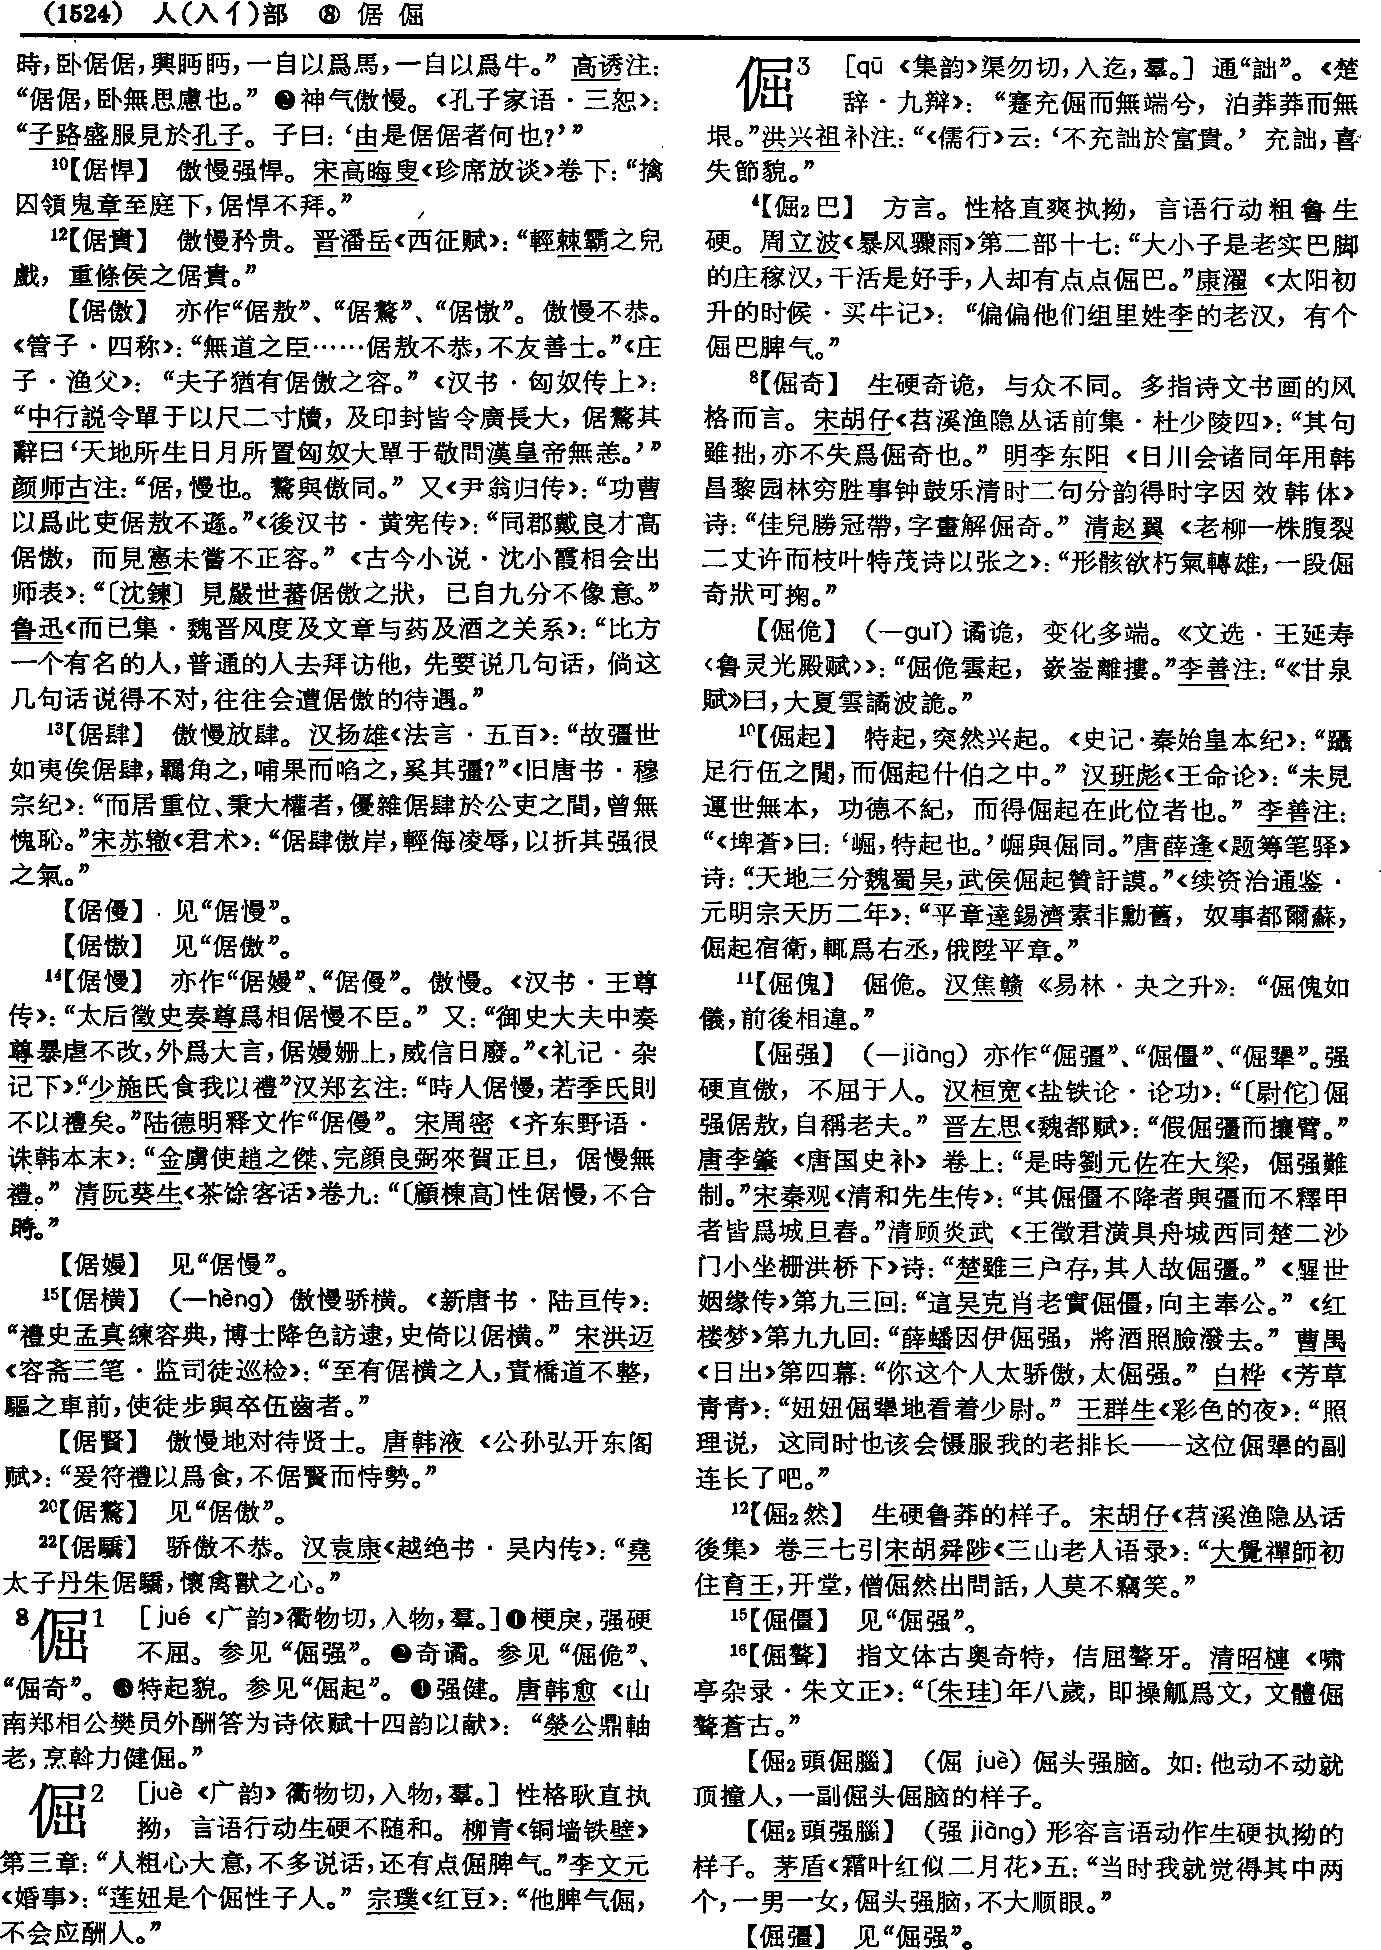 (1524) 人(入亻)部 ⑧ 倨 倔
時，卧倨倨，興眄眄，一自以爲馬，一自以爲牛。”高诱注：
“倨倨，卧無思慮也。”❷神气傲慢。《孔子家语·三恕》：
“子路盛服見於孔子。子曰：‘由是倨倨者何也？’”
¹⁰【倨悍】 傲慢强悍。宋高晦叟《珍席放谈》卷下：“擒
囚領鬼章至庭下，倨悍不拜。”
¹²【倨貴】 傲慢矜贵。晋潘岳《西征赋》：“輕棘霸之兒
戲，重條侯之倨貴。”
【倨傲】 亦作“倨敖”、“倨驁”、“倨慠”。傲慢不恭。
《管子·四称》：“無道之臣……倨敖不恭，不友善士。”《庄
子·渔父》：“夫子猶有倨傲之容。”《汉书·匈奴传上》：
“中行説令單于以尺二寸牘，及印封皆令廣長大，倨驁其
辭曰‘天地所生日月所置匈奴大單于敬問漢皇帝無恙。’”
颜师古注：“倨，慢也。驁與傲同。”又《尹翁归传》：“功曹
以爲此吏倨敖不遜。”《後汉书·黄宪传》：“同郡戴良才高
倨慠，而見憲未嘗不正容。”《古今小说·沈小霞相会出
师表》：“〔沈鍊〕見嚴世蕃倨傲之狀，已自九分不像意。”
鲁迅《而已集·魏晋风度及文章与药及酒之关系》：“比方
一个有名的人，普通的人去拜访他，先要说几句话，倘这
几句话说得不对，往往会遭倨傲的待遇。”
¹³【倨肆】 傲慢放肆。汉扬雄《法言·五百》：“故彊世
如夷俟倨肆，羈角之，哺果而啗之，奚其彊？”《旧唐书·穆
宗纪》：“而居重位、秉大權者，優雜倨肆於公吏之間，曾無
愧恥。”宋苏辙《君术》：“倨肆傲岸，輕侮凌辱，以折其强很
之氣。”
【倨優】 见“倨慢”。
【倨慠】 见“倨傲”。
¹⁴【倨慢】 亦作“倨嫚”、“倨僈”。傲慢。《汉书·王尊
传》：“太后徵史奏尊爲相倨慢不臣。”又：“御史大夫中奏
尊暴虐不改，外爲大言，倨嫚姗上，威信日廢。”《礼记·杂
记下》“少施氏食我以禮”汉郑玄注：“時人倨慢，若季氏則
不以禮矣。”陆德明释文作“倨僈”。宋周密《齐东野语·
诛韩本末》：“金虜使趙之傑、完顔良弼來賀正旦，倨慢無
禮。”清阮葵生《茶馀客话》卷九：“〔顧棟高〕性倨慢，不合
時。”
【倨嫚】 见“倨慢”。
¹⁵【倨横】 （—hèng）傲慢骄横。《新唐书·陆亘传》：
“禮史孟真練容典，博士降色訪逮，史倚以倨横。”宋洪迈
《容斋三笔·监司徒巡检》：“至有倨横之人，責橋道不整，
驅之車前，使徒步與卒伍齒者。”
【倨賢】 傲慢地对待贤士。唐韩液《公孙弘开东阁
赋》：“爰符禮以爲食，不倨賢而恃勢。”
²⁰【倨驁】 见“倨傲”。
²²【倨驕】 骄傲不恭。汉袁康《越绝书·吴内传》：“堯
太子丹朱倨驕，懷禽獸之心。”
8倔1 ［jué《广韵》衢物切，入物，羣。］❶梗戾，强硬
不屈。参见“倔强”。❷奇谲。参见“倔佹”、
“倔奇”。❸特起貌。参见“倔起”。❹强健。唐韩愈《山
南郑相公樊员外酬答为诗依赋十四韵以献》：“滎公鼎軸
老，烹斡力健倔。”
倔2 ［juè《广韵》衢物切，入物，羣。］性格耿直执
拗，言语行动生硬不随和。柳青《铜墙铁壁》
第三章：“人粗心大意，不多说话，还有点倔脾气。”李文元
《婚事》：“莲妞是个倔性子人。”宗璞《红豆》：“他脾气倔，
不会应酬人。”
倔3 ［qū《集韵》渠勿切，入迄，羣。］通“詘”。《楚
辞·九辩》：“蹇充倔而無端兮，泊莽莽而無
垠。”洪兴祖补注：“《儒行》云：‘不充詘於富貴。’充詘，喜
失節貌。”
⁴【倔₂巴】 方言。性格直爽执拗，言语行动粗鲁生
硬。周立波《暴风骤雨》第二部十七：“大小子是老实巴脚
的庄稼汉，干活是好手，人却有点点倔巴。”康濯《太阳初
升的时候·买牛记》：“偏偏他们组里姓李的老汉，有个
倔巴脾气。”
⁸【倔奇】 生硬奇诡，与众不同。多指诗文书画的风
格而言。宋胡仔《苕溪渔隐丛话前集·杜少陵四》：“其句
雖拙，亦不失爲倔奇也。”明李东阳《日川会诸同年用韩
昌黎园林穷胜事钟鼓乐清时二句分韵得时字因效韩体》
诗：“佳兒勝冠帶，字畫解倔奇。”清赵翼《老柳一株腹裂
二丈许而枝叶特茂诗以张之》：“形骸欲朽氣轉雄，一段倔
奇狀可掬。”
【倔佹】 （—guǐ）谲诡，变化多端。《文选·王延寿
〈鲁灵光殿赋〉》：“倔佹雲起，嶔崟離摟。”李善注：“《甘泉
賦》曰，大夏雲譎波詭。”
¹⁰【倔起】 特起，突然兴起。《史记·秦始皇本纪》：“躡
足行伍之閒，而倔起什伯之中。”汉班彪《王命论》：“未見
運世無本，功德不紀，而得倔起在此位者也。”李善注：
“《埤蒼》曰：‘崛，特起也。’崛與倔同。”唐薛逢《题筹笔驿》
诗：“天地三分魏蜀吴，武侯倔起贊訏謨。”《续资治通鉴·
元明宗天历二年》：“平章達錫濟素非勳舊，奴事都爾蘇，
倔起宿衛，輒爲右丞，俄陞平章。”
¹¹【倔傀】 倔佹。汉焦赣《易林·夬之升》：“倔傀如
儀，前後相違。”
【倔强】 （—jiàng）亦作“倔彊”、“倔僵”、“倔犟”。强
硬直傲，不屈于人。汉桓宽《盐铁论·论功》：“〔尉佗〕倔
强倨敖，自稱老夫。”晋左思《魏都赋》：“假倔彊而攘臂。”
唐李肇《唐国史补》卷上：“是時劉元佐在大梁，倔强難
制。”宋秦观《清和先生传》：“其倔僵不降者與彊而不釋甲
者皆爲城旦舂。”清顾炎武《王徵君潢具舟城西同楚二沙
门小坐栅洪桥下》诗：“楚雖三户存，其人故倔彊。”《醒世
姻缘传》第九三回：“這吴克肖老實倔僵，向主奉公。”《红
楼梦》第九九回：“薛蟠因伊倔强，將酒照臉潑去。”曹禺
《日出》第四幕：“你这个人太骄傲，太倔强。”白桦《芳草
青青》：“妞妞倔犟地看着少尉。”王群生《彩色的夜》：“照
理说，这同时也该会慑服我的老排长——这位倔犟的副
连长了吧。”
¹²【倔₂然】 生硬鲁莽的样子。宋胡仔《苕溪渔隐丛话
後集》卷三七引宋胡舜陟《三山老人语录》：“大覺禪師初
住育王，开堂，僧倔然出問話，人莫不竊笑。”
¹⁵【倔僵】 见“倔强”。
¹⁶【倔聱】 指文体古奥奇特，佶屈聱牙。清昭梿《啸
亭杂录·朱文正》：“〔朱珪〕年八歲，即操觚爲文，文體倔
聱蒼古。”
【倔₂頭倔腦】 （倔 juè）倔头强脑。如：他动不动就
顶撞人，一副倔头倔脑的样子。
【倔₂頭强腦】 （强 jiàng）形容言语动作生硬执拗的
样子。茅盾《霜叶红似二月花》五：“当时我就觉得其中两
个，一男一女，倔头强脑，不大顺眼。”
【倔彊】 见“倔强”。